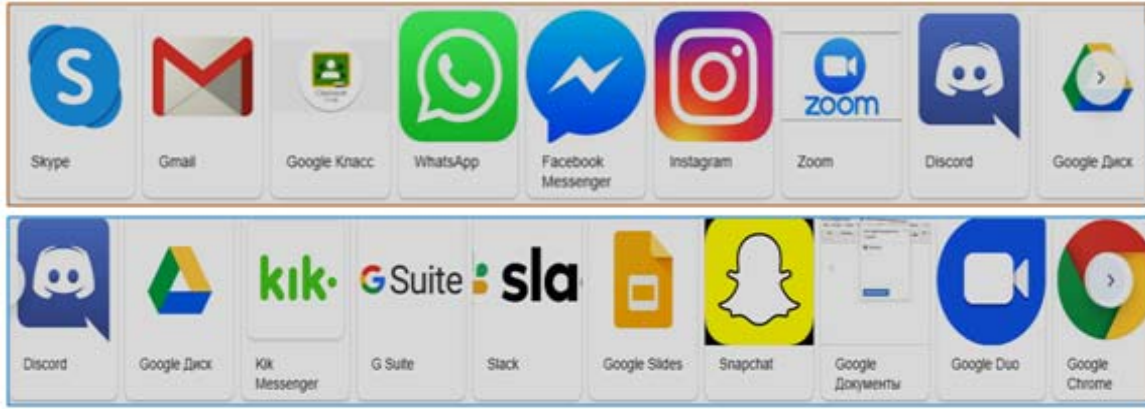 S
zoom
Skype
Gmail
Google Класс
WhatsApp
Facebook
Messenger
Instagram
Zoom
Discord
Google Диск
kik
G Suite
sla
Discord
Google Диск
Kik
Messenger
G Suite
Slack
Google Slides
Snapchat
Google
Документы
Google Duo
Google
Chrome